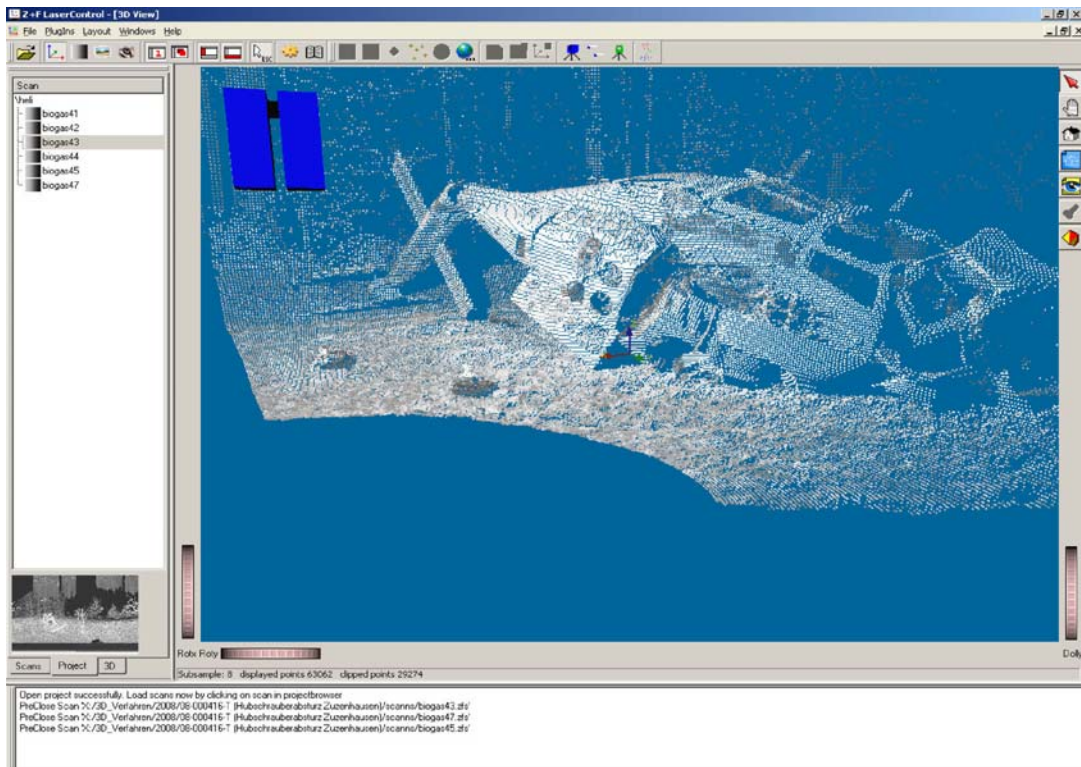 Z+F LaserControl - [3D View]
File PlugIns Layout Windows Help
ESC
Scan
\heli
biogas41
biogas42
biogas43
biogas44
biogas45
biogas47
Rotx Roty
Dolly
Scans Project 3D
Subsample: 8 displayed points 63062 clipped points 29274
Open project successfully. Load scans now by clicking on scan in projectbrowser
PreClose Scan 'X:/3D_Verfahren/2008/08-000416-T (Hubschrauberabsturz Zuzenhausen)/scanns/biogas43.zfs'
PreClose Scan 'X:/3D_Verfahren/2008/08-000416-T (Hubschrauberabsturz Zuzenhausen)/scanns/biogas47.zfs'
PreClose Scan 'X:/3D_Verfahren/2008/08-000416-T (Hubschrauberabsturz Zuzenhausen)/scanns/biogas45.zfs'